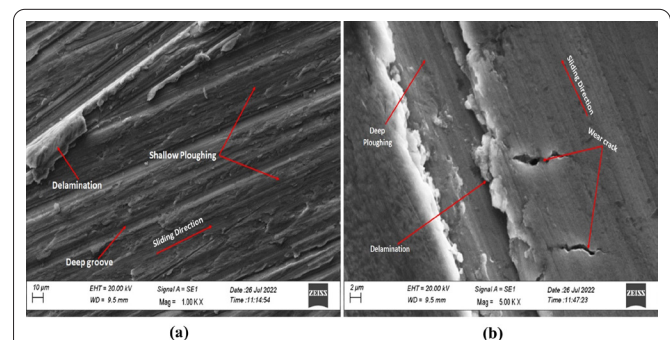 Delamination
Shallow Ploughing
Deep groove
Sliding Direction
10 µm
EHT = 20.00 kV
WD = 9.5 mm
Signal A = SE1
Mag = 1.00 K X
Date :26 Jul 2022
Time :11:14:54
ZEISS
(a)
Deep
Ploughing
Sliding Direction
Wear crack
Delamination
2 µm
EHT = 20.00 kV
WD = 9.5 mm
Signal A = SE1
Mag = 5.00 K X
Date :26 Jul 2022
Time :11:47:23
ZEISS
(b)